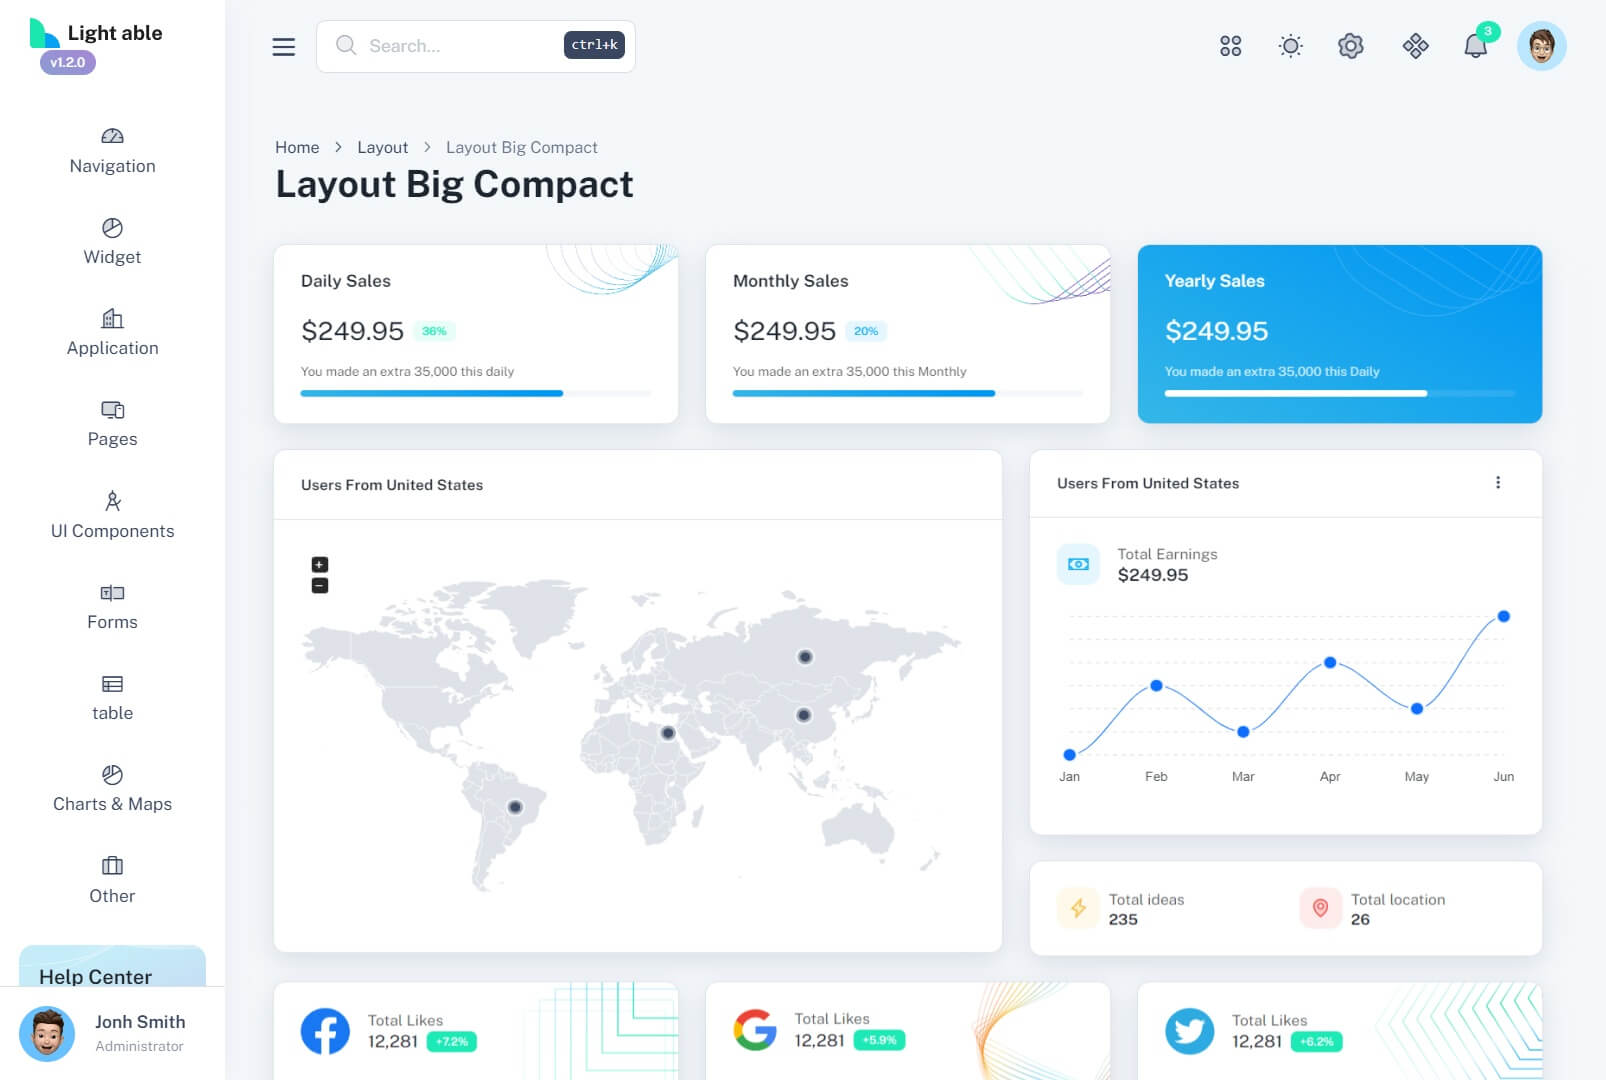 Light able
v1.2.0
Search...
ctrl+k
3
Navigation
Widget
Application
Pages
UI Components
Forms
table
Charts & Maps
Other
Help Center
Jonh Smith
Administrator
Home > Layout > Layout Big Compact
Layout Big Compact
Daily Sales
$249.95 36%
You made an extra 35,000 this daily
Monthly Sales
$249.95 20%
You made an extra 35,000 this Monthly
Yearly Sales
$249.95
You made an extra 35,000 this Daily
Users From United States
+
−
Users From United States
Total Earnings
$249.95
Jan Feb Mar Apr May Jun
Total ideas
235
Total location
26
Total Likes
12,281 +7.2%
Total Likes
12,281 +5.9%
Total Likes
12,281 +6.2%